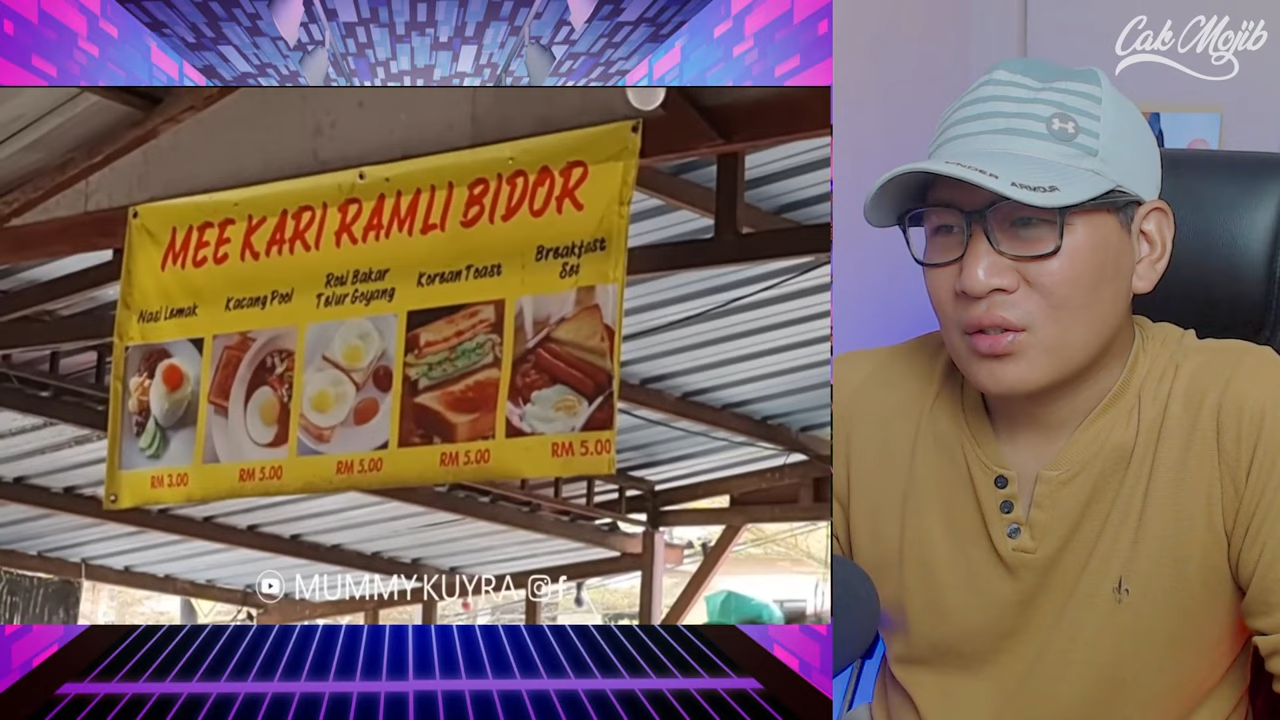 Cak Mojib
UNDER ARMOUR
MEE KARI RAMLI BIDOR
Nasi Lemak
Kacang Pool
Roti Bakar
Telur Goyang
Korean Toast
Breakfast
Set
RM 3.00
RM 5.00
RM 5.00
RM 5.00
RM 5.00
MUMMYKUYRA